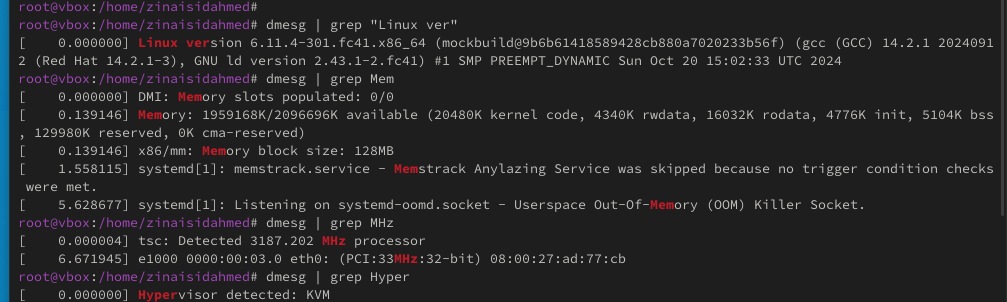 root@vbox:/home/zinaisidahmed#
root@vbox:/home/zinaisidahmed# dmesg | grep "Linux ver"
[    0.000000] Linux version 6.11.4-301.fc41.x86_64 (mockbuild@9b6b61418589428cb880a7020233b56f) (gcc (GCC) 14.2.1 2024091
2 (Red Hat 14.2.1-3), GNU ld version 2.43.1-2.fc41) #1 SMP PREEMPT_DYNAMIC Sun Oct 20 15:02:33 UTC 2024
root@vbox:/home/zinaisidahmed# dmesg | grep Mem
[    0.000000] DMI: Memory slots populated: 0/0
[    0.139146] Memory: 1959168K/2096696K available (20480K kernel code, 4340K rwdata, 16032K rodata, 4776K init, 5104K bss
, 129980K reserved, 0K cma-reserved)
[    0.139146] x86/mm: Memory block size: 128MB
[    1.558115] systemd[1]: memstrack.service - Memstrack Anylazing Service was skipped because no trigger condition checks
 were met.
[    5.628677] systemd[1]: Listening on systemd-oomd.socket - Userspace Out-Of-Memory (OOM) Killer Socket.
root@vbox:/home/zinaisidahmed# dmesg | grep MHz
[    0.000004] tsc: Detected 3187.202 MHz processor
[    6.671945] e1000 0000:00:03.0 eth0: (PCI:33MHz:32-bit) 08:00:27:ad:77:cb
root@vbox:/home/zinaisidahmed# dmesg | grep Hyper
[    0.000000] Hypervisor detected: KVM